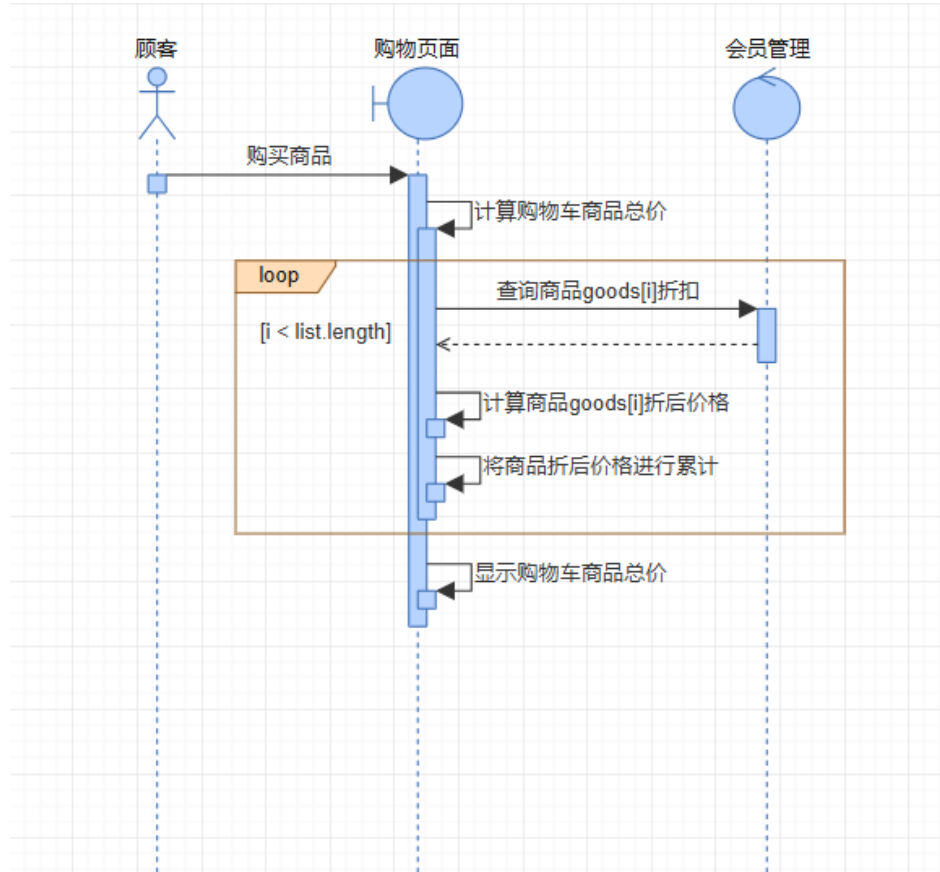 顾客
购物页面
会员管理
购买商品
计算购物车商品总价
loop
查询商品goods[i]折扣
[i < list.length]
计算商品goods[i]折后价格
将商品折后价格进行累计
显示购物车商品总价